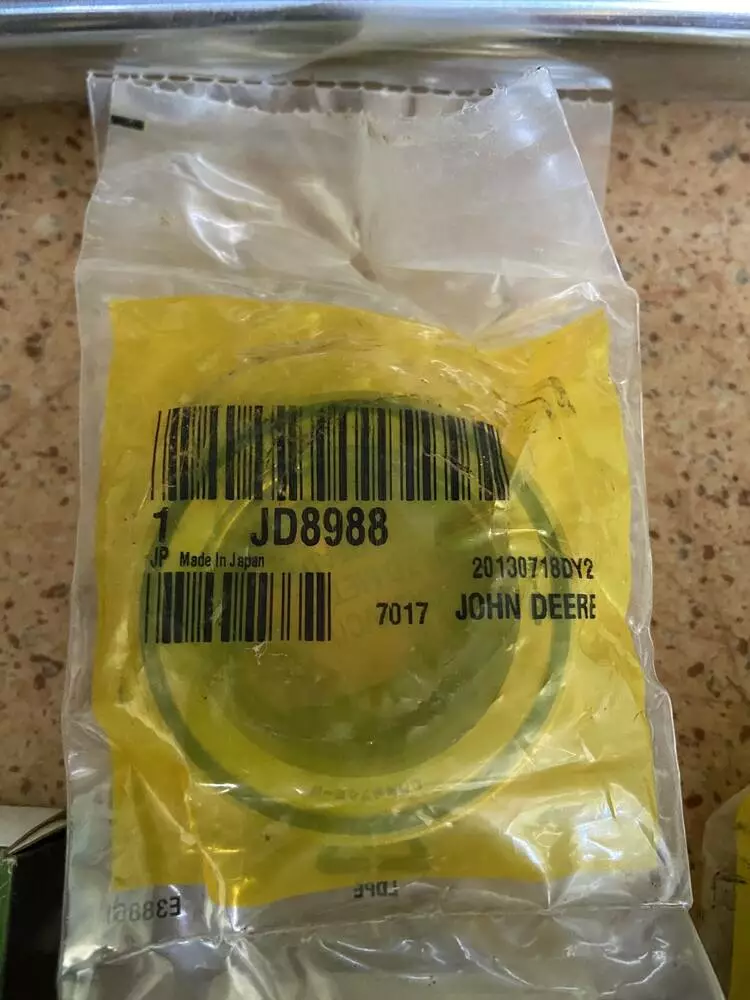 1 JD8988
JP Made In Japan
20130718DY2
7017 JOHN DEERE
LDPE